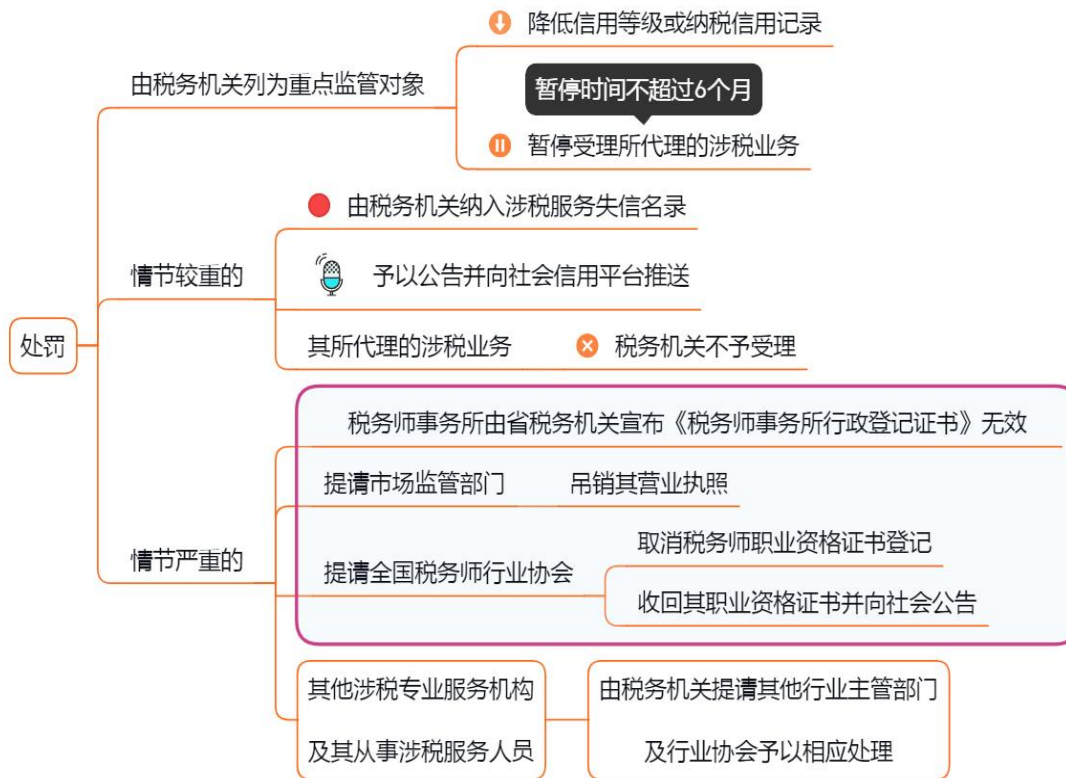 降低信用等级或纳税信用记录
由税务机关列为重点监管对象
暂停时间不超过6个月
暂停受理所代理的涉税业务
由税务机关纳入涉税服务失信名录
情节较重的
予以公告并向社会信用平台推送
处罚
其所代理的涉税业务
税务机关不予受理
税务师事务所由省税务机关宣布《税务师事务所行政登记证书》无效
提请市场监管部门
吊销其营业执照
情节严重的
提请全国税务师行业协会
取消税务师职业资格证书登记
收回其职业资格证书并向社会公告
其他涉税专业服务机构
及其从事涉税服务人员
由税务机关提请其他行业主管部门
及行业协会予以相应处理